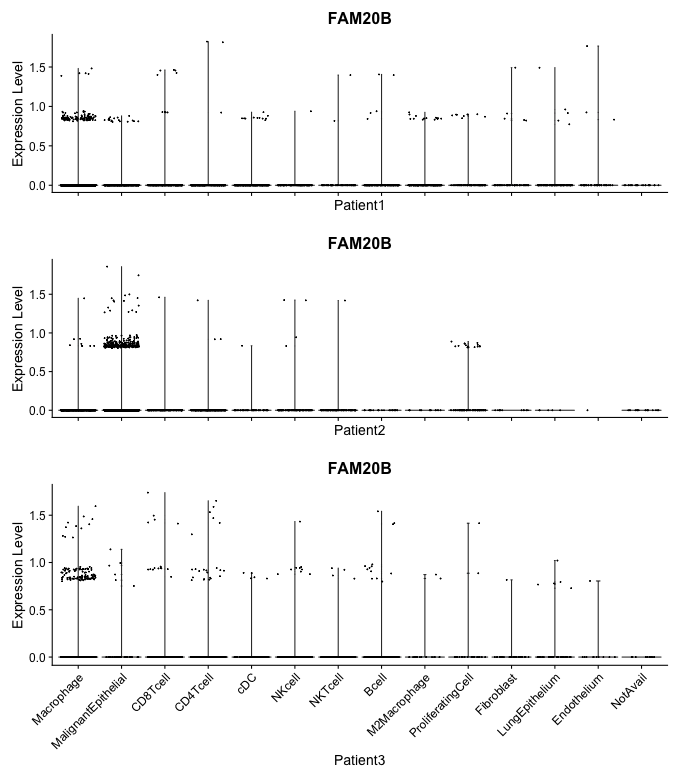 FAM20B
Expression Level
1.5
1.0
0.5
0.0
Patient1
FAM20B
Expression Level
1.5
1.0
0.5
0.0
Patient2
FAM20B
Expression Level
1.5
1.0
0.5
0.0
Macrophage
MalignantEpithelial
CD8Tcell
CD4Tcell
cDC
NKcell
NKTcell
Bcell
M2Macrophage
ProliferatingCell
Fibroblast
LungEpithelium
Endothelium
NotAvail
Patient3